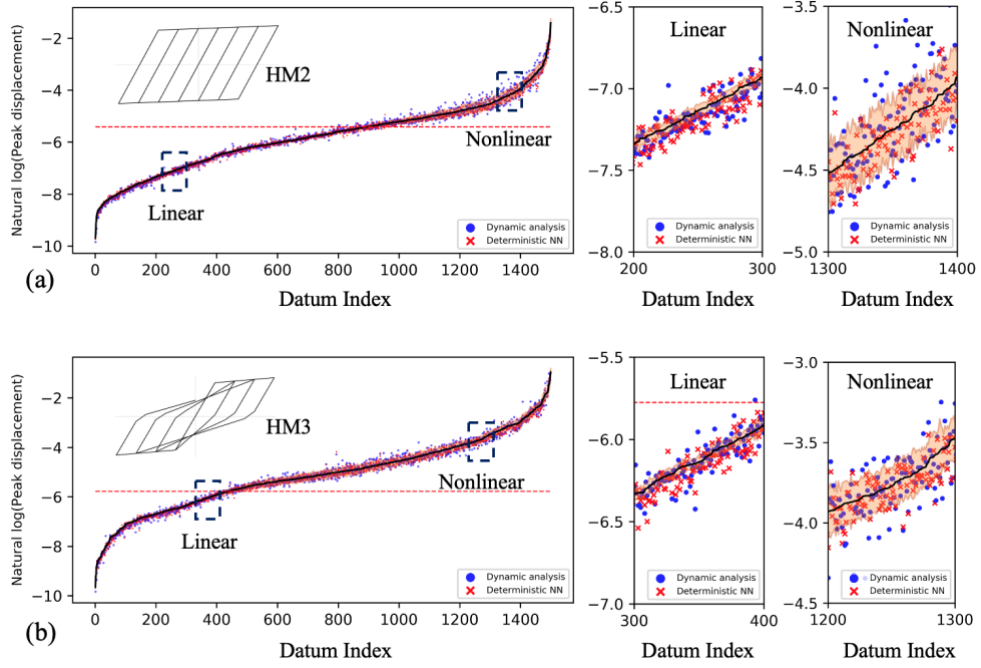 Natural log(Peak displacement)
−2
−4
−6
−8
−10
HM2
Linear
Nonlinear
Dynamic analysis
Deterministic NN
0 200 400 600 800 1000 1200 1400
Datum Index
(a)
−6.0
−6.5
−7.0
−7.5
−8.0
Linear
Dynamic analysis
Deterministic NN
200 300
Datum Index
−3.5
−4.0
−4.5
−5.0
Nonlinear
Dynamic analysis
Deterministic NN
1300 1400
Datum Index
Natural log(Peak displacement)
−2
−4
−6
−8
−10
HM3
Linear
Nonlinear
Dynamic analysis
Deterministic NN
0 200 400 600 800 1000 1200 1400
Datum Index
(b)
−5.5
−6.0
−6.5
−7.0
Linear
Dynamic analysis
Deterministic NN
300 400
Datum Index
−3.0
−3.5
−4.0
−4.5
Nonlinear
Dynamic analysis
Deterministic NN
1200 1300
Datum Index